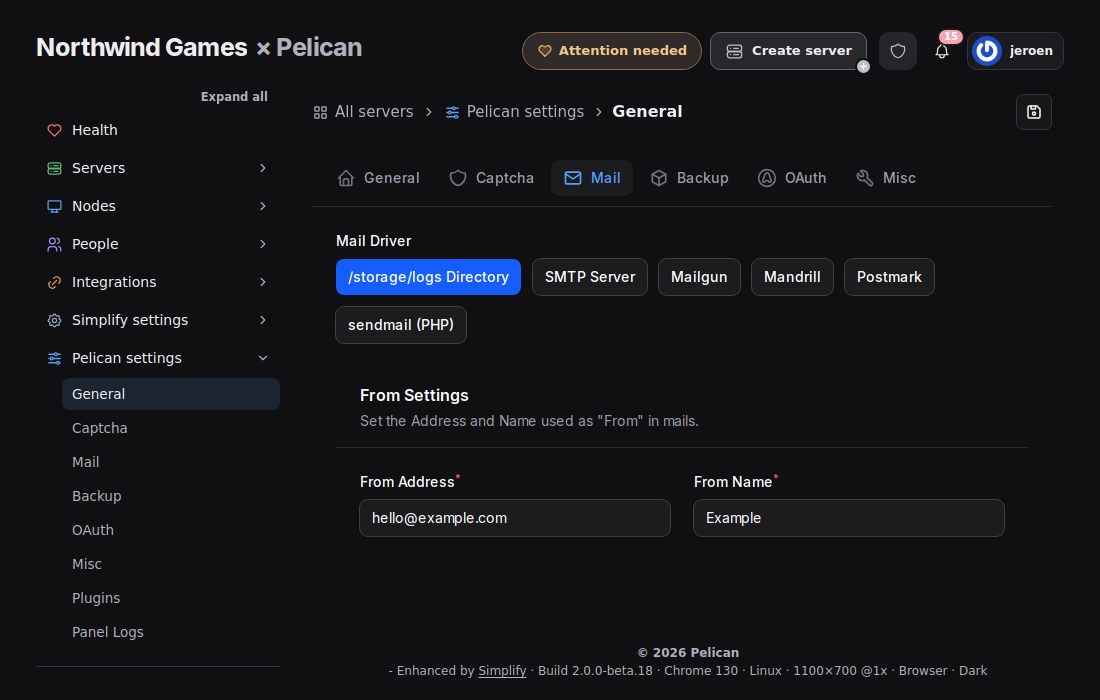 Northwind Games × Pelican
Attention needed
Create server
15
jeroen
Expand all
Health
Servers
Nodes
People
Integrations
Simplify settings
Pelican settings
General
Captcha
Mail
Backup
OAuth
Misc
Plugins
Panel Logs
All servers > Pelican settings > General
General Captcha Mail Backup OAuth Misc
Mail Driver
/storage/logs Directory SMTP Server Mailgun Mandrill Postmark
sendmail (PHP)
From Settings
Set the Address and Name used as "From" in mails.
From Address* From Name*
hello@example.com Example
© 2026 Pelican
- Enhanced by Simplify · Build 2.0.0-beta.18 · Chrome 130 · Linux · 1100×700 @1x · Browser · Dark